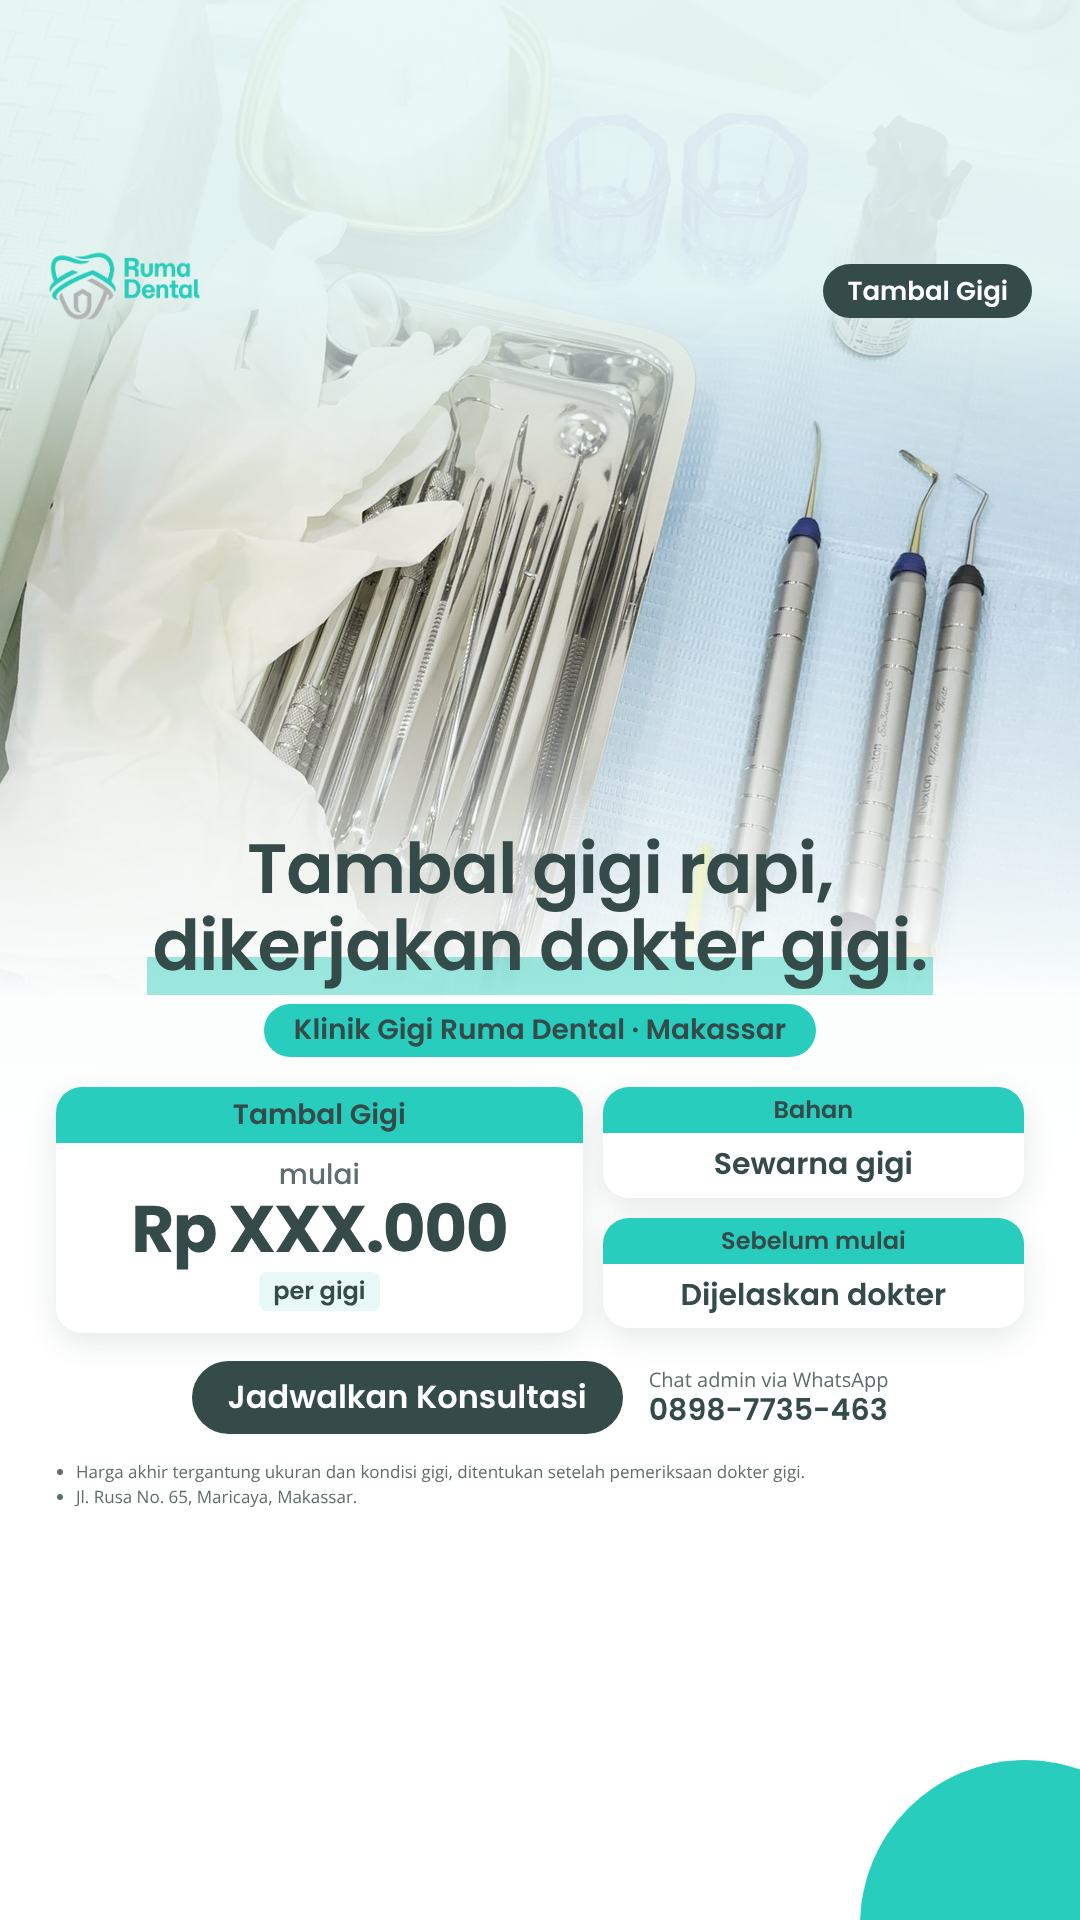 Ruma
Dental
Tambal Gigi
Tambal gigi rapi,
dikerjakan dokter gigi.
Klinik Gigi Ruma Dental · Makassar
Tambal Gigi
mulai
Rp XXX.000
per gigi
Bahan
Sewarna gigi
Sebelum mulai
Dijelaskan dokter
Jadwalkan Konsultasi
Chat admin via WhatsApp
0898-7735-463
• Harga akhir tergantung ukuran dan kondisi gigi, ditentukan setelah pemeriksaan dokter gigi.
• Jl. Rusa No. 65, Maricaya, Makassar.